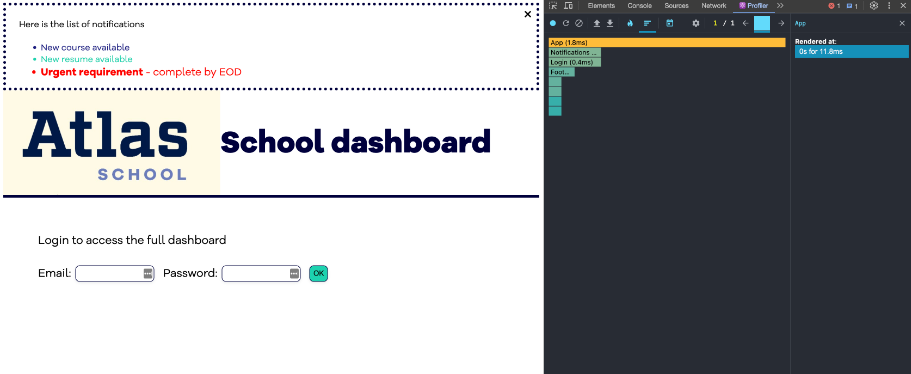 Here is the list of notifications
New course available
New resume available
Urgent requirement - complete by EOD
Atlas
SCHOOL
School dashboard
Login to access the full dashboard
Email: Password: OK
Elements Console Sources Network Profiler 1 1
1 / 1
App
App (1.8ms)
Notifications ...
Login (0.4ms)
Foot...
Rendered at:
0s for 11.8ms